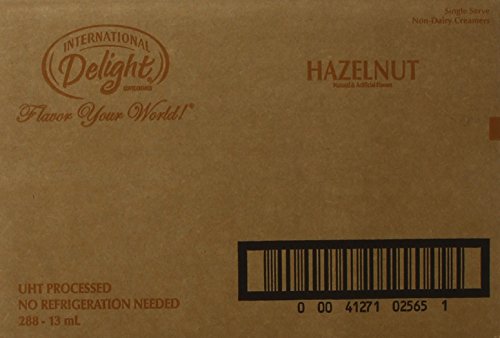 Single Serve
Non-Dairy Creamers
INTERNATIONAL
Delight®
Flavor Your World!®
HAZELNUT
Natural & Artificial Flavors
UHT PROCESSED
NO REFRIGERATION NEEDED
288 - 13 mL
0 00 41271 02565 1